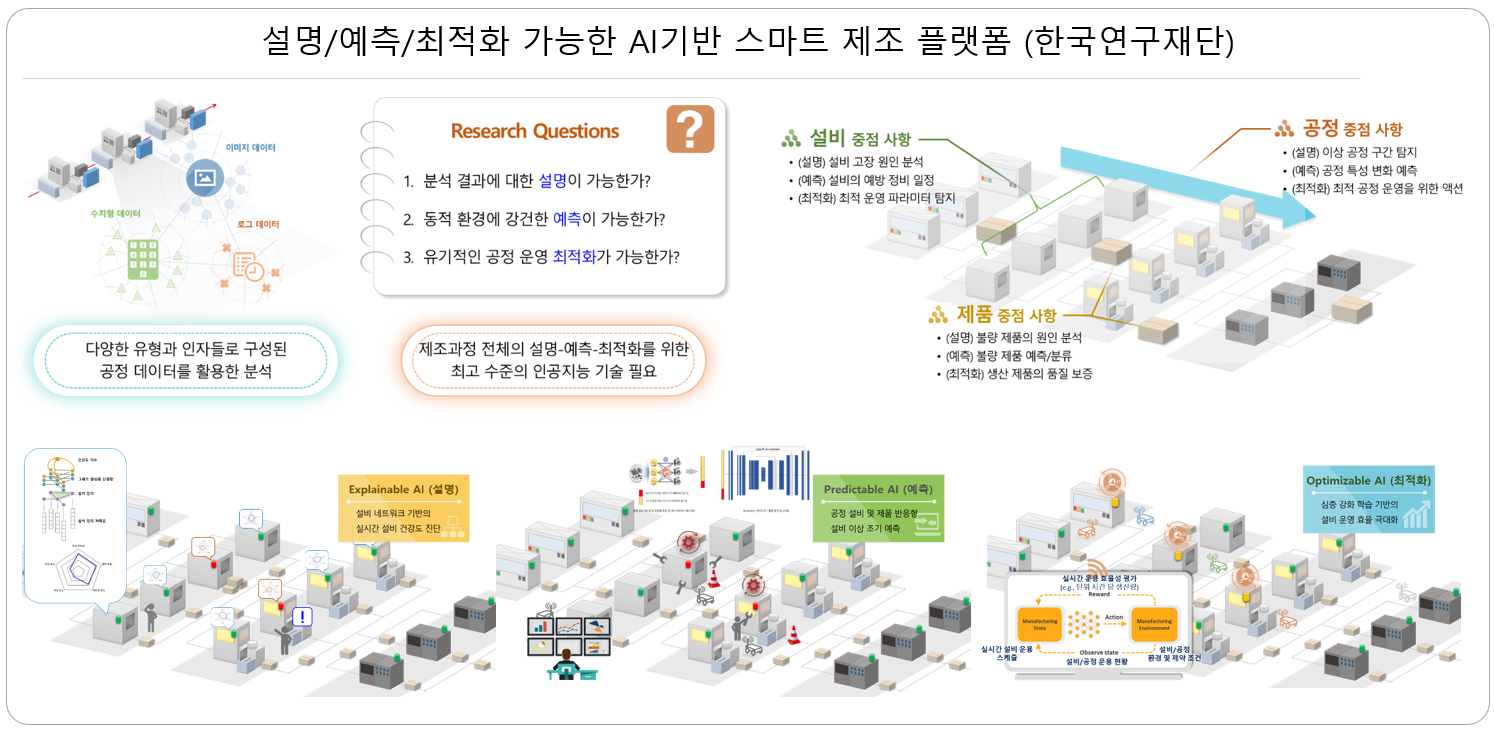 설명/예측/최적화 가능한 AI기반 스마트 제조 플랫폼 (한국연구재단)
이미지 데이터
수치형 데이터
로그 데이터
다양한 유형과 인자들로 구성된
공정 데이터를 활용한 분석
Research Questions
?
1. 분석 결과에 대한 설명이 가능한가?
2. 동적 환경에 강건한 예측이 가능한가?
3. 유기적인 공정 운영 최적화가 가능한가?
제조과정 전체의 설명-예측-최적화를 위한
최고 수준의 인공지능 기술 필요
설비 중점 사항
• (설명) 설비 고장 원인 분석
• (예측) 설비의 예방 정비 일정
• (최적화) 최적 운영 파라미터 탐지
공정 중점 사항
• (설명) 이상 공정 구간 탐지
• (예측) 공정 특성 변화 예측
• (최적화) 최적 공정 운영을 위한 액션
제품 중점 사항
• (설명) 불량 제품의 원인 분석
• (예측) 불량 제품 예측/분류
• (최적화) 생산 제품의 품질 보증
Explainable AI (설명)
설비 네트워크 기반의
실시간 설비 건강도 진단
!
Predictable AI (예측)
공정 설비 및 제품 반응형
설비 이상 조기 예측
Optimizable AI (최적화)
심층 강화 학습 기반의
설비 운영 효율 극대화
실시간 운용 효율성 평가
(e.g., 단위 시간 당 생산량)
Reward
Manufacturing
State
Action
Manufacturing
Environment
Observe state
실시간 설비 운용
스케줄
설비/공정 운용 현황
설비/공정
환경 및 제약 조건